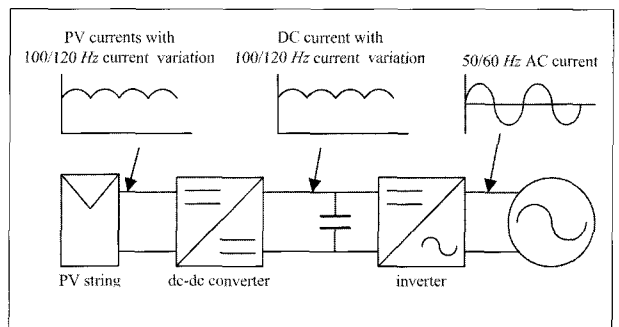 PV currents with
100/120 Hz current variation
DC current with
100/120 Hz current variation
50/60 Hz AC current
PV string
dc-dc converter
inverter